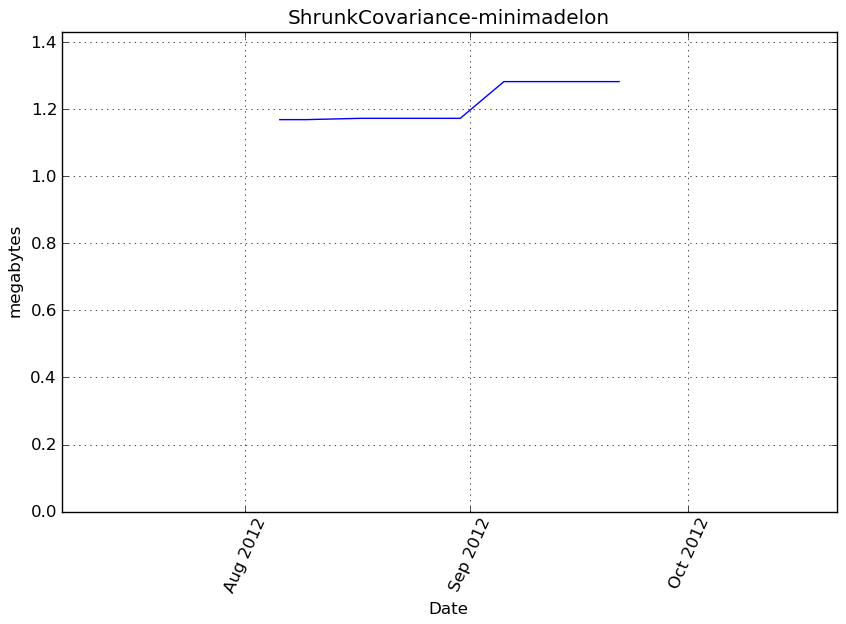 ShrunkCovariance-minimadelon
1.4
1.2
1.0
0.8
0.6
0.4
0.2
0.0
megabytes
Aug 2012
Sep 2012
Oct 2012
Date